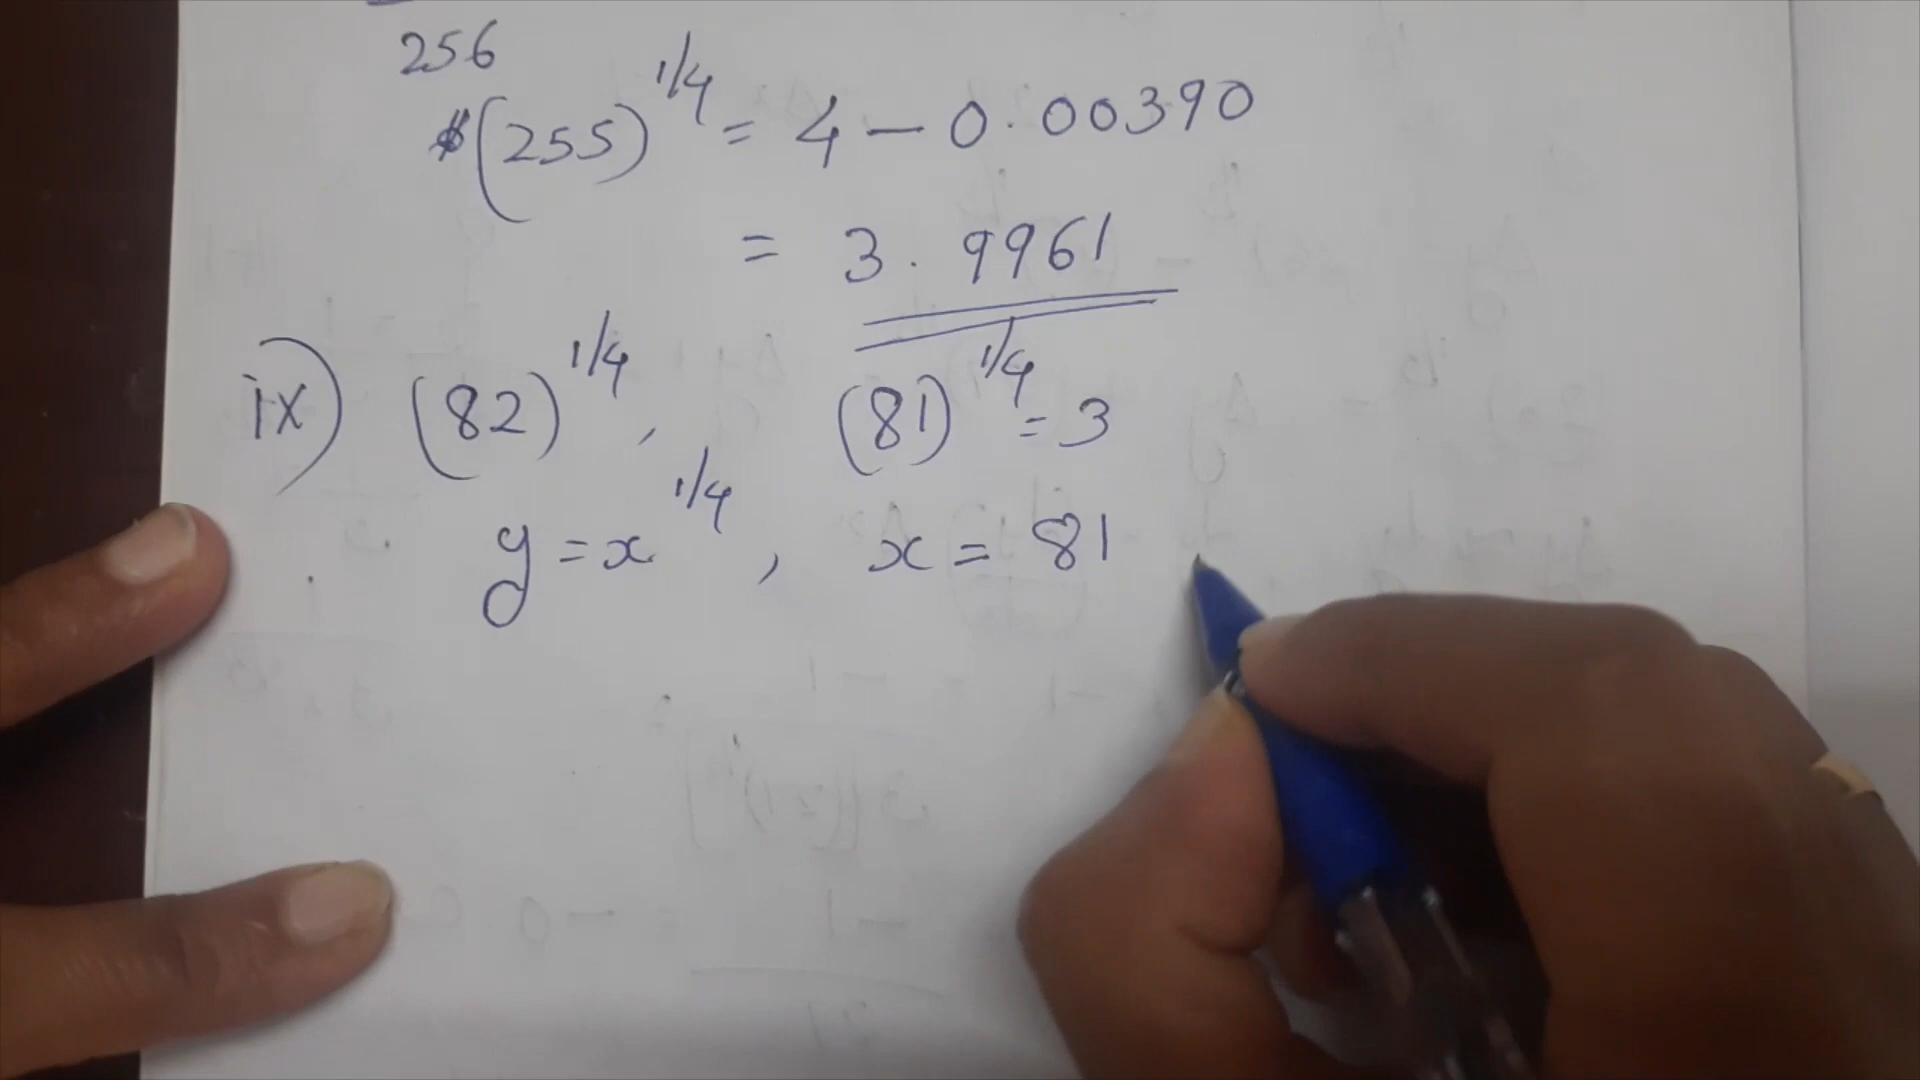 256
(255)^1/4 = 4 - 0.00390
= 3.9961
ix) (82)^1/4, (81)^1/4 = 3
y = x^1/4, x = 81